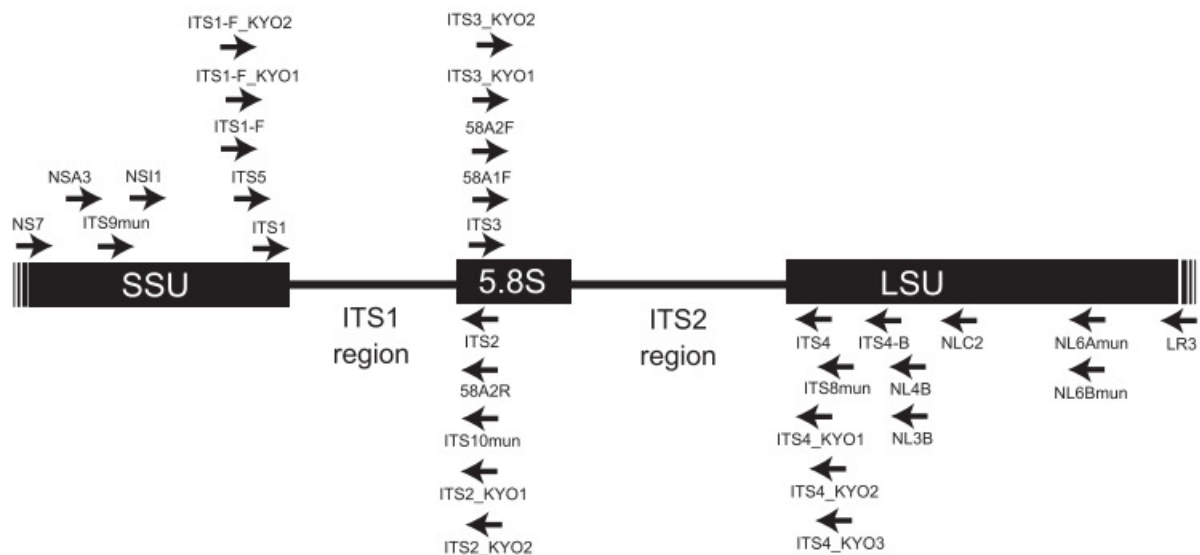 ITS1-F_KYO2
ITS3_KYO2
ITS1-F_KYO1
ITS3_KYO1
ITS1-F
58A2F
NSA3
NSI1
ITS5
58A1F
NS7
ITS9mun
ITS1
ITS3
SSU
5.8S
LSU
ITS1
region
ITS2
region
ITS2
ITS4
ITS4-B
NLC2
NL6Amun
LR3
58A2R
ITS8mun
NL4B
NL6Bmun
ITS10mun
ITS4_KYO1
NL3B
ITS2_KYO1
ITS4_KYO2
ITS2_KYO2
ITS4_KYO3